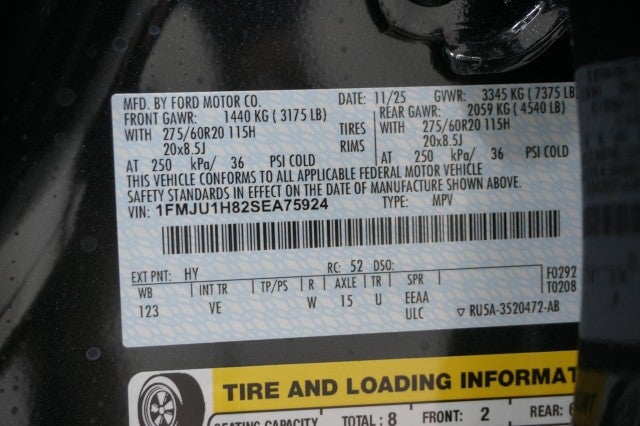 MFD. BY FORD MOTOR CO. DATE: 11/25 GVWR: 3345 KG ( 7375 LB)
FRONT GAWR: 1440 KG ( 3175 LB) REAR GAWR: 2059 KG ( 4540 LB)
WITH 275/60R20 115H TIRES WITH 275/60R20 115H
20x8.5J RIMS 20x8.5J
AT 250 kPa/ 36 PSI COLD AT 250 kPa/ 36 PSI COLD
THIS VEHICLE CONFORMS TO ALL APPLICABLE FEDERAL MOTOR VEHICLE
SAFETY STANDARDS IN EFFECT ON THE DATE OF MANUFACTURE SHOWN ABOVE.
VIN: 1FMJU1H82SEA75924 TYPE: MPV
EXT PNT: HY RC: 52 DSO: F0292
WB INT TR TP/PS R AXLE TR SPR T0208
123 VE W 15 U EEAA
ULC RU5A-3520472-AB
TIRE AND LOADING INFORMAT
SEATING CAPACITY TOTAL: 8 FRONT: 2 REAR: